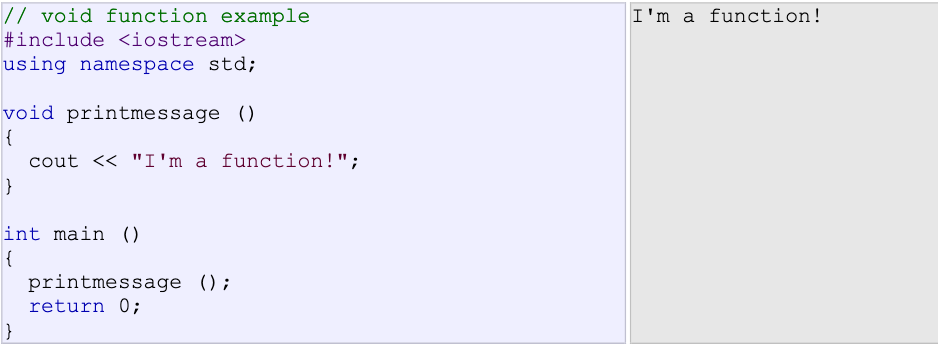 // void function example
#include <iostream>
using namespace std;

void printmessage ()
{
  cout << "I'm a function!";
}

int main ()
{
  printmessage ();
  return 0;
}
I'm a function!